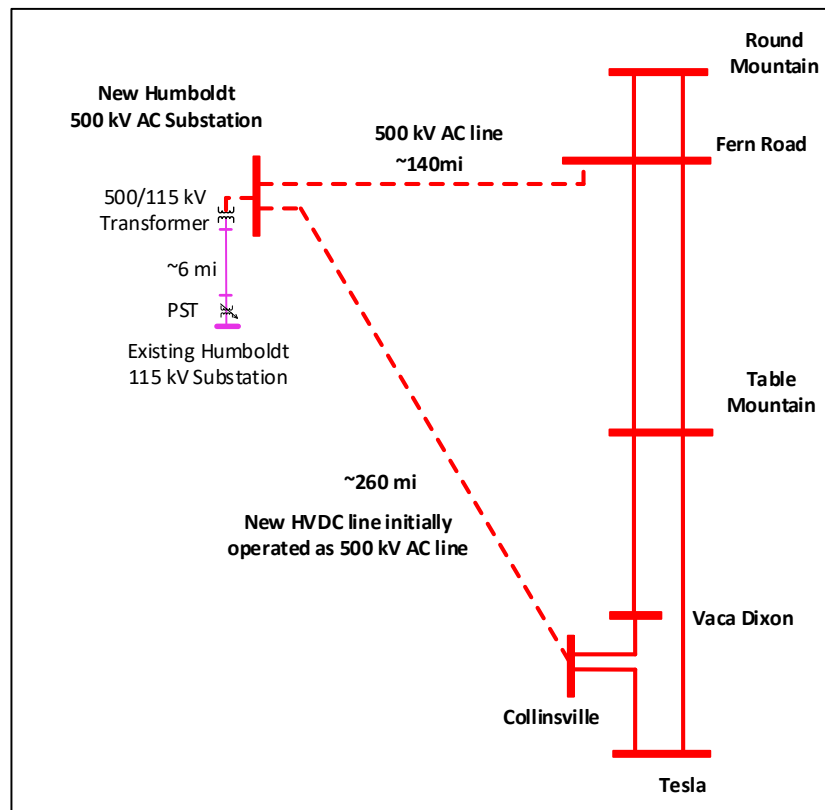 Round
Mountain
New Humboldt
500 kV AC Substation
500 kV AC line
~140mi
Fern Road
500/115 kV
Transformer
~6 mi
PST
Existing Humboldt
115 kV Substation
Table
Mountain
~260 mi
New HVDC line initially
operated as 500 kV AC line
Vaca Dixon
Collinsville
Tesla